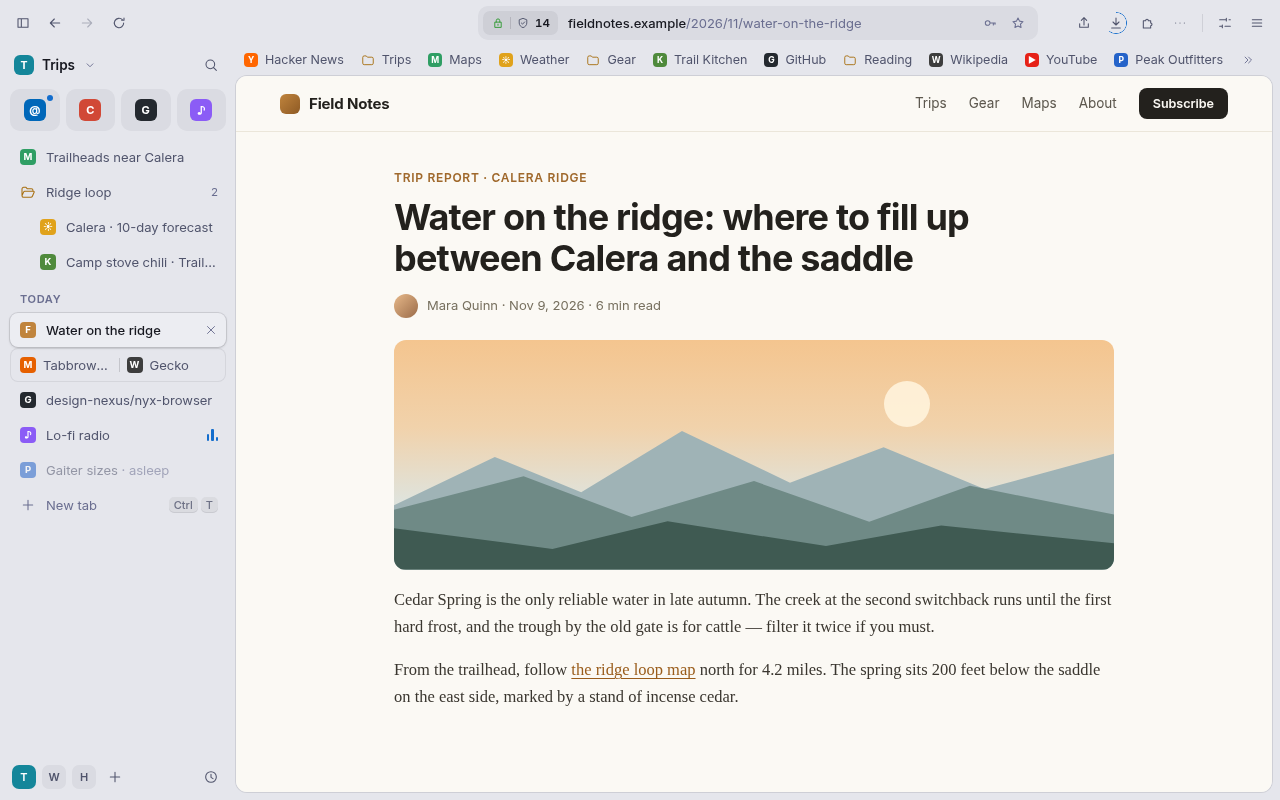 14 fieldnotes.example/2026/11/water-on-the-ridge
T Trips
Y Hacker News Trips M Maps Weather Gear K Trail Kitchen G GitHub Reading W Wikipedia YouTube P Peak Outfitters
@ C G
Field Notes Trips Gear Maps About Subscribe
M Trailheads near Calera
Ridge loop 2
Calera · 10-day forecast
K Camp stove chili · Trail...
TODAY
F Water on the ridge
M Tabbrow... W Gecko
G design-nexus/nyx-browser
Lo-fi radio
P Gaiter sizes · asleep
New tab Ctrl T
T W H
TRIP REPORT · CALERA RIDGE
Water on the ridge: where to fill up
between Calera and the saddle
Mara Quinn · Nov 9, 2026 · 6 min read
Cedar Spring is the only reliable water in late autumn. The creek at the second switchback runs until the first
hard frost, and the trough by the old gate is for cattle — filter it twice if you must.
From the trailhead, follow the ridge loop map north for 4.2 miles. The spring sits 200 feet below the saddle
on the east side, marked by a stand of incense cedar.